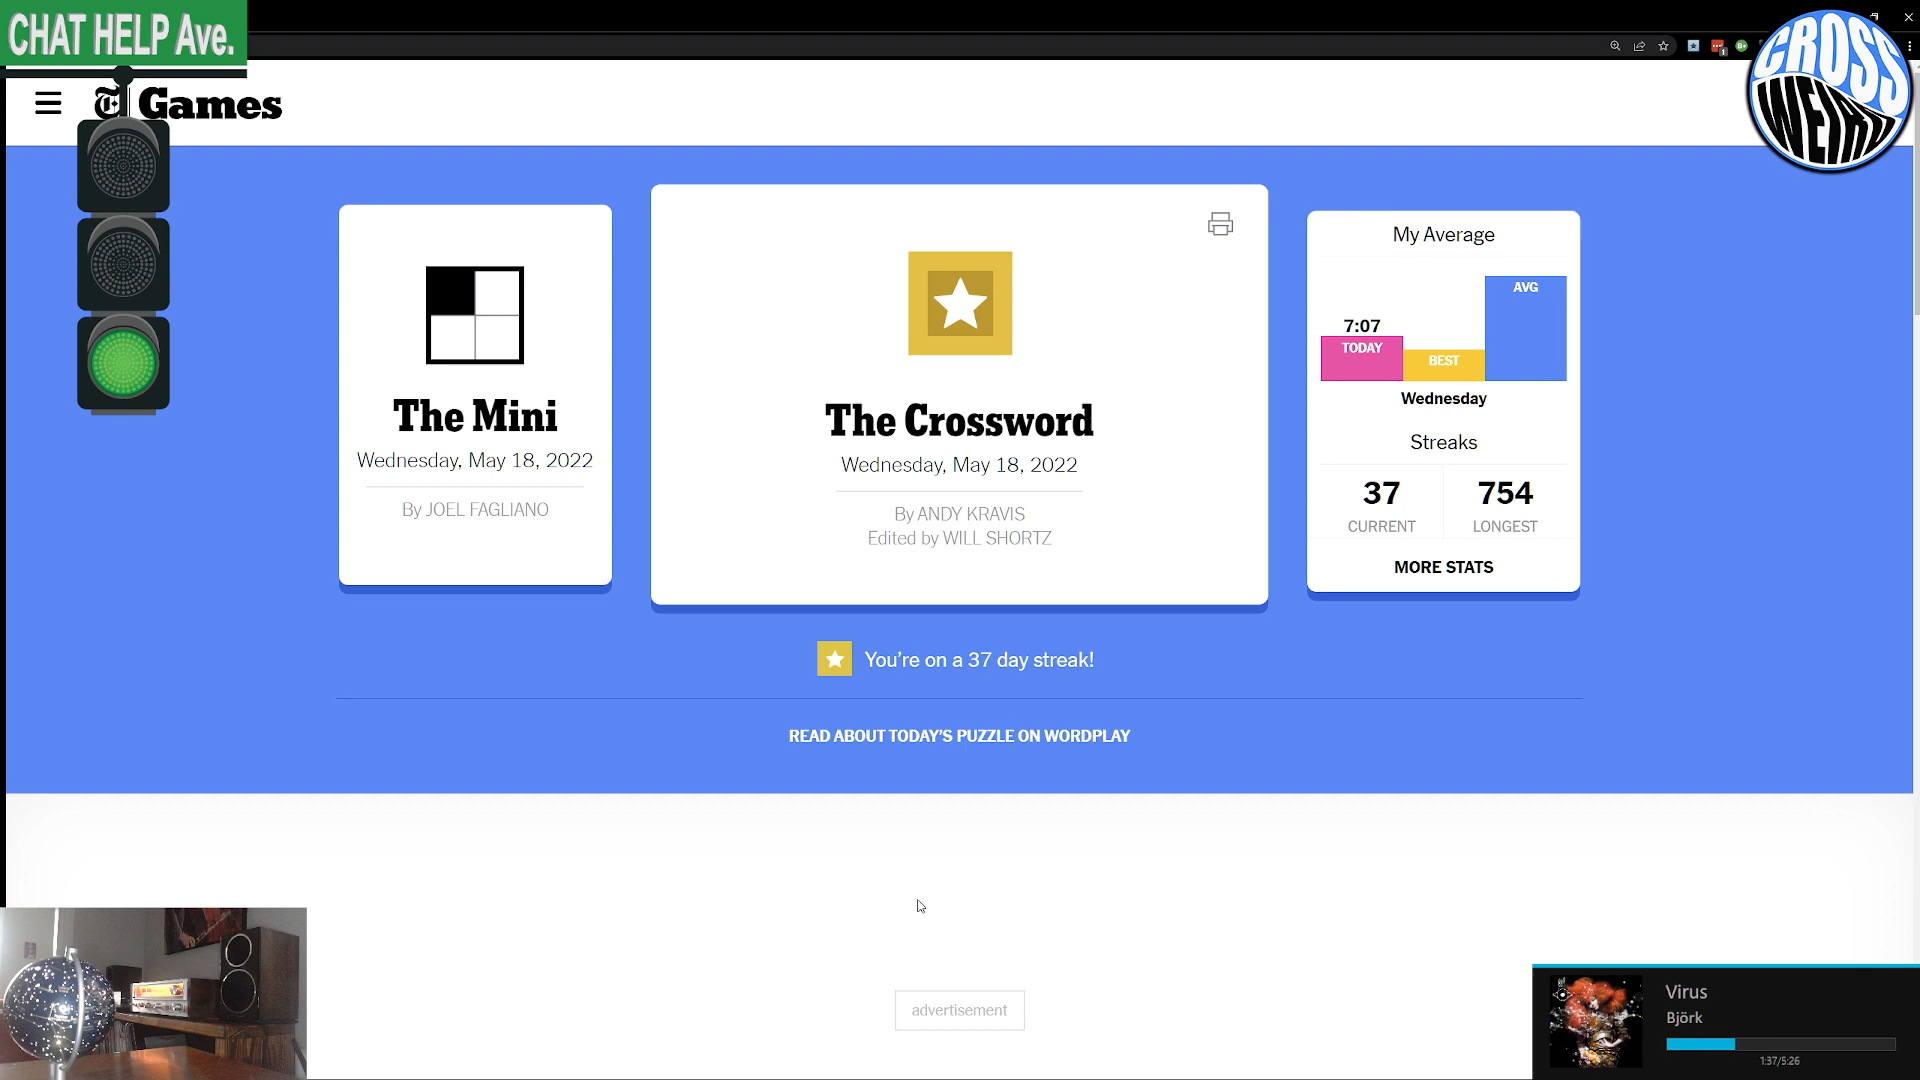 CHAT HELP Ave.
CROSS
WEIRD
Games
The Mini
Wednesday, May 18, 2022
By JOEL FAGLIANO
The Crossword
Wednesday, May 18, 2022
By ANDY KRAVIS
Edited by WILL SHORTZ
My Average
AVG
7:07
TODAY
BEST
Wednesday
Streaks
37
754
CURRENT
LONGEST
MORE STATS
You're on a 37 day streak!
READ ABOUT TODAY'S PUZZLE ON WORDPLAY
advertisement
Virus
Björk
1:37/5:26